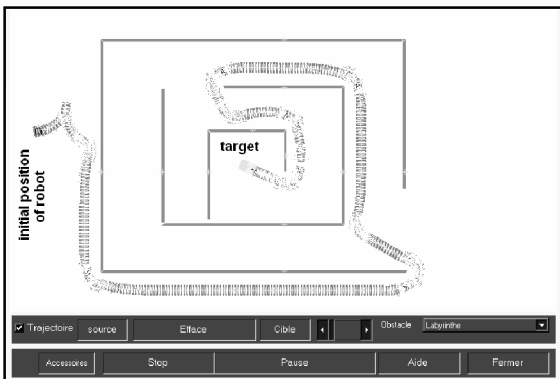 target
initial position
of robot
Trajectoire source Efface Cible Obstacle Labyrinthe
Accessoires Stop Pause Aide Fermer